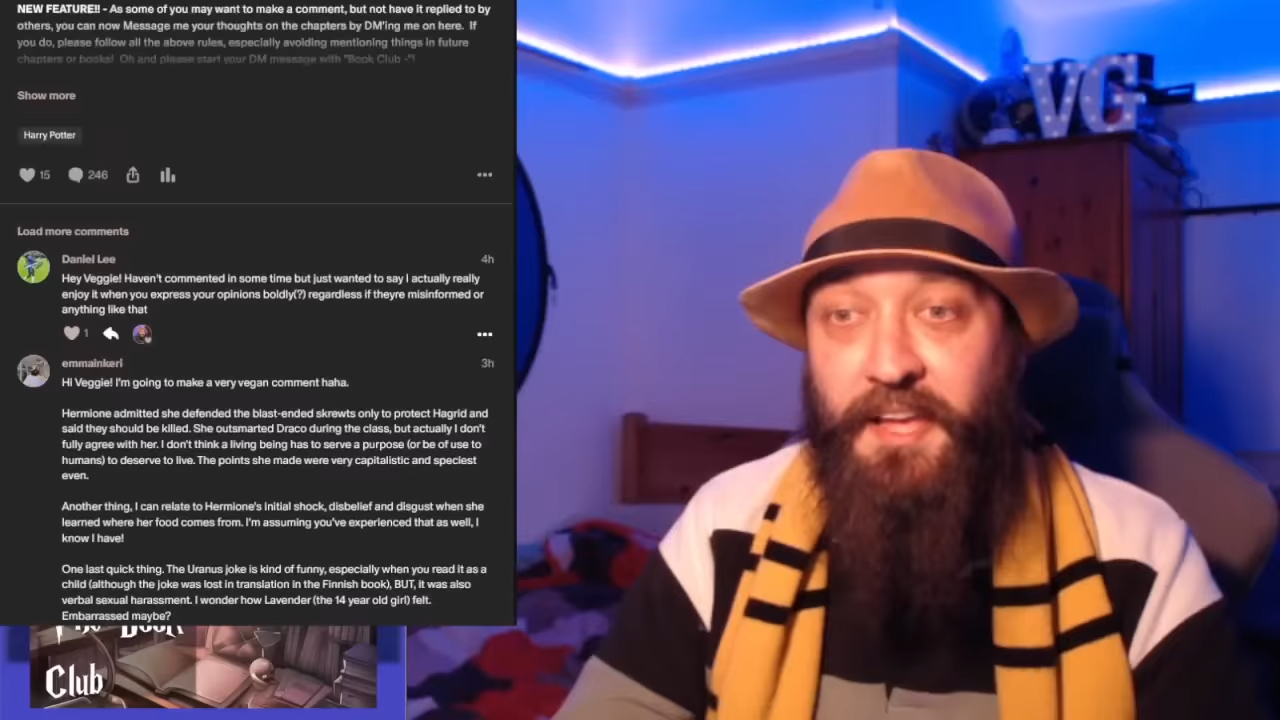 NEW FEATURE!! - As some of you may want to make a comment, but not have it replied to by
others, you can now Message me your thoughts on the chapters by DM'ing me on here. If
you do, please follow all the above rules, especially avoiding mentioning things in future
chapters or books! Oh and please start your DM message with "Book Club -"!
Show more
Harry Potter
15
246
Load more comments
Daniel Lee
4h
Hey Veggie! Haven't commented in some time but just wanted to say I actually really
enjoy it when you express your opinions boldly(?) regardless if theyre misinformed or
anything like that
1
emmainkeri
3h
Hi Veggie! I'm going to make a very vegan comment haha.
Hermione admitted she defended the blast-ended skrewts only to protect Hagrid and
said they should be killed. She outsmarted Draco during the class, but actually I don't
fully agree with her. I don't think a living being has to serve a purpose (or be of use to
humans) to deserve to live. The points she made were very capitalistic and speciest
even.
Another thing, I can relate to Hermione's initial shock, disbelief and disgust when she
learned where her food comes from. I'm assuming you've experienced that as well, I
know I have!
One last quick thing. The Uranus joke is kind of funny, especially when you read it as a
child (although the joke was lost in translation in the Finnish book), BUT, it was also
verbal sexual harassment. I wonder how Lavender (the 14 year old girl) felt.
Embarrassed maybe?
The Book
Club
VG